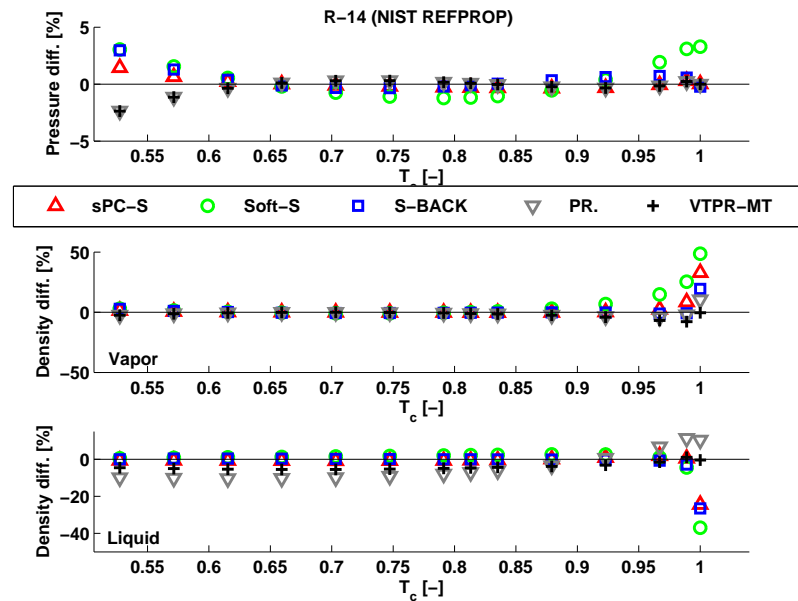 R−14 (NIST REFPROP)
Pressure diff. [%]
5
0
−5
0.55 0.6 0.65 0.7 0.75 0.8 0.85 0.9 0.95 1
T_c [−]
sPC−S Soft−S S−BACK PR. VTPR−MT
Density diff. [%]
50
0
−50
Vapor
0.55 0.6 0.65 0.7 0.75 0.8 0.85 0.9 0.95 1
T_c [−]
Density diff. [%]
0
−20
−40
Liquid
0.55 0.6 0.65 0.7 0.75 0.8 0.85 0.9 0.95 1
T_c [−]